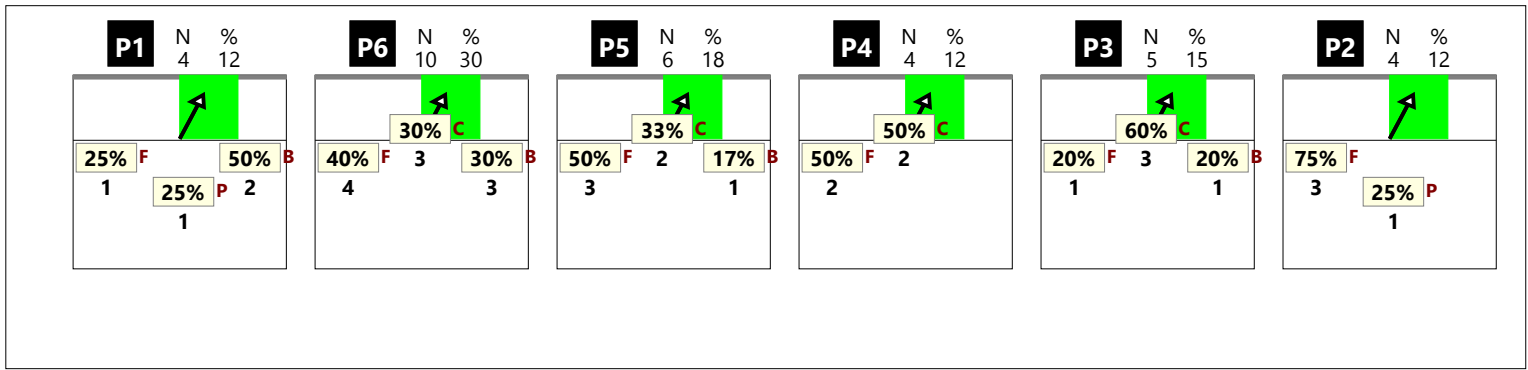 P1 N % 4 12
P6 N % 10 30
P5 N % 6 18
P4 N % 4 12
P3 N % 5 15
P2 N % 4 12
25% F 1
50% B 2
25% P 1
30% C 3
40% F 4
30% B 3
33% C 2
50% F 3
17% B 1
50% C 2
50% F 2
60% C 3
20% F 1
20% B 1
75% F 3
25% P 1